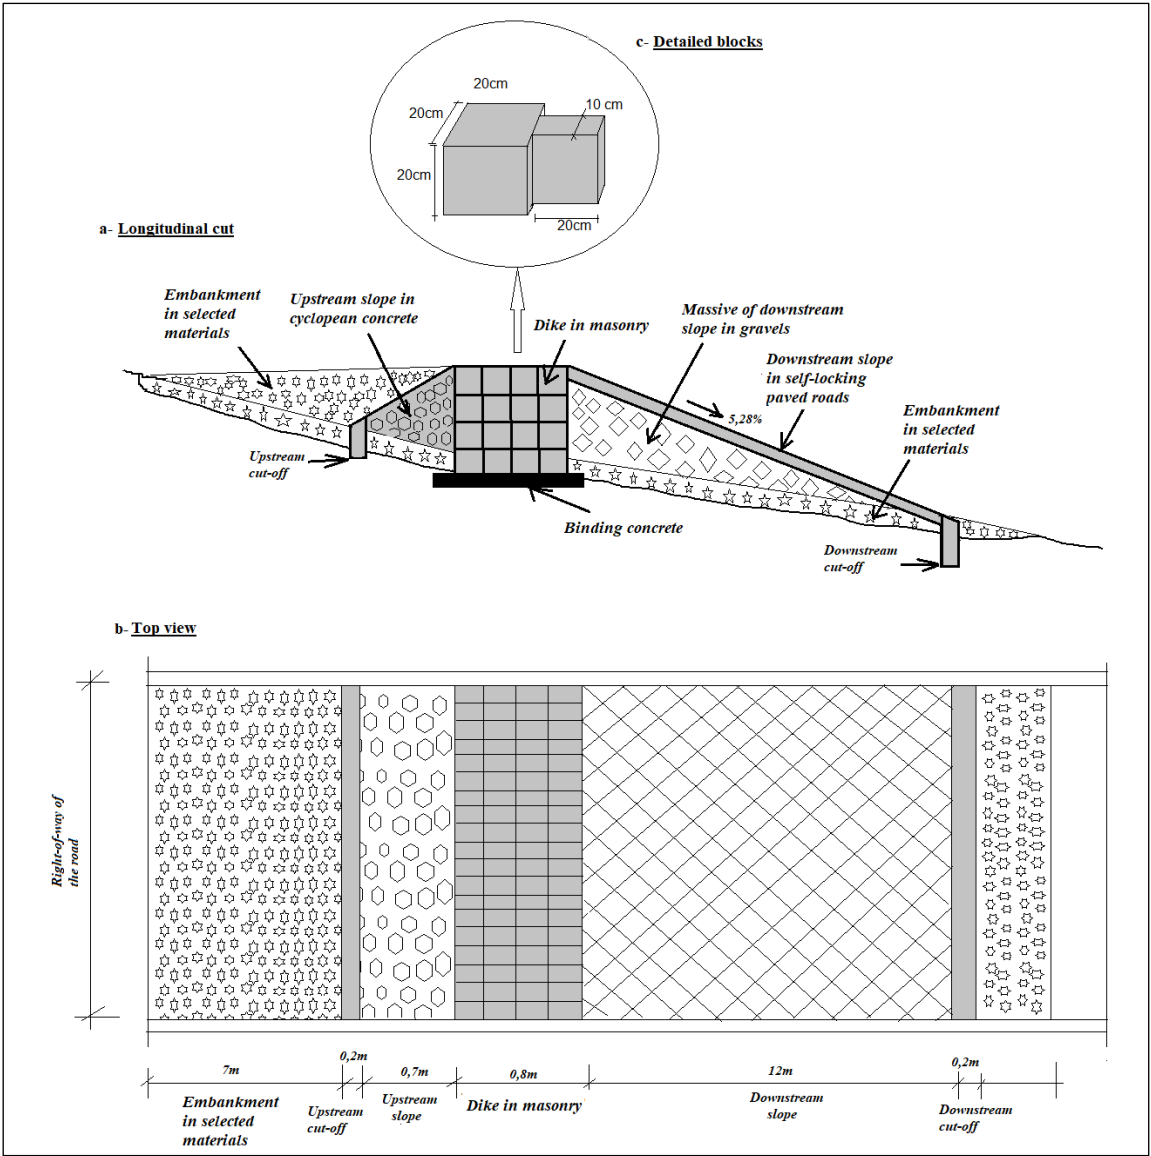 c- Detailed blocks
20cm
20cm
10 cm
20cm
20cm
a- Longitudinal cut
Embankment
in selected
materials
Upstream slope in
cyclopean concrete
Dike in masonry
Massive of downstream
slope in gravels
Downstream slope
in self-locking
paved roads
5,28%
Embankment
in selected
materials
Upstream
cut-off
Binding concrete
Downstream
cut-off
b- Top view
Right-of-way of
the road
7m
0,2m
0,7m
0,8m
12m
0,2m
Embankment
in selected
materials
Upstream
cut-off
Upstream
slope
Dike in masonry
Downstream
slope
Downstream
cut-off